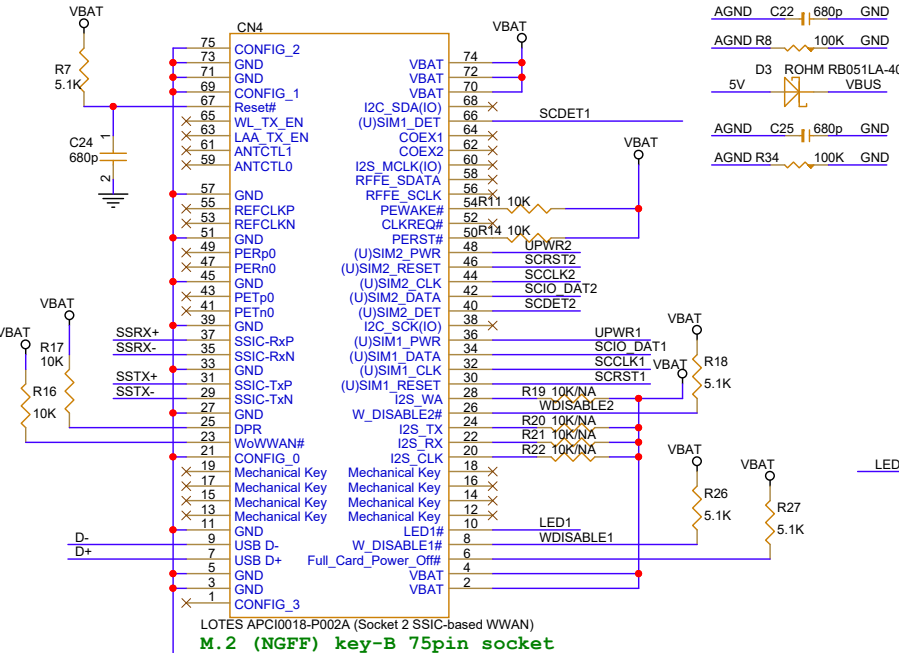 VBAT
R7
5.1K
C24
680p
1
2
CN4
75 CONFIG_2
73 GND
71 GND
69 CONFIG_1
67 Reset#
65 WL_TX_EN
63 LAA_TX_EN
61 ANTCTL1
59 ANTCTL0
57 GND
55 REFCLKP
53 REFCLKN
51 GND
49 PERp0
47 PERn0
45 GND
43 PETp0
41 PETn0
39 GND
SSRX+ 37 SSIC-RxP
SSRX- 35 SSIC-RxN
33 GND
SSTX+ 31 SSIC-TxP
SSTX- 29 SSIC-TxN
27 GND
25 DPR
23 WoWWAN#
21 CONFIG_0
19 Mechanical Key
17 Mechanical Key
15 Mechanical Key
13 Mechanical Key
11 GND
D- 9 USB D-
D+ 7 USB D+
5 GND
3 GND
1 CONFIG_3
VBAT
R17
10K
VBAT
R16
10K
VBAT
VBAT 74
VBAT 72
VBAT 70
I2C_SDA(IO) 68
(U)SIM1_DET 66 SCDET1
COEX1 64
COEX2 62
I2S_MCLK(IO) 60
RFFE_SDATA 58
RFFE_SCLK 56
PEWAKE# 54 R11 10K
CLKREQ# 52
PERST# 50 R14 10K
(U)SIM2_PWR 48 UPWR2
(U)SIM2_RESET 46 SCRST2
(U)SIM2_CLK 44 SCCLK2
(U)SIM2_DATA 42 SCIO_DAT2
(U)SIM2_DET 40 SCDET2
I2C_SCK(IO) 38
(U)SIM1_PWR 36 UPWR1
(U)SIM1_DATA 34 SCIO_DAT1
(U)SIM1_CLK 32 SCCLK1
(U)SIM1_RESET 30 SCRST1
I2S_WA 28 R19 10K/NA
W_DISABLE2# 26 WDISABLE2
I2S_TX 24 R20 10K/NA
I2S_RX 22 R21 10K/NA
I2S_CLK 20 R22 10K/NA
Mechanical Key 18
Mechanical Key 16
Mechanical Key 14
Mechanical Key 12
LED1# 10 LED1
W_DISABLE1# 8 WDISABLE1
Full_Card_Power_Off# 6
VBAT 4
VBAT 2
VBAT
VBAT
VBAT
R18
5.1K
VBAT
R26
5.1K
VBAT
R27
5.1K
AGND C22 680p GND
AGND R8 100K GND
D3 ROHM RB051LA-40
5V VBUS
AGND C25 680p GND
AGND R34 100K GND
LED
LOTES APCI0018-P002A (Socket 2 SSIC-based WWAN)
M.2 (NGFF) key-B 75pin socket